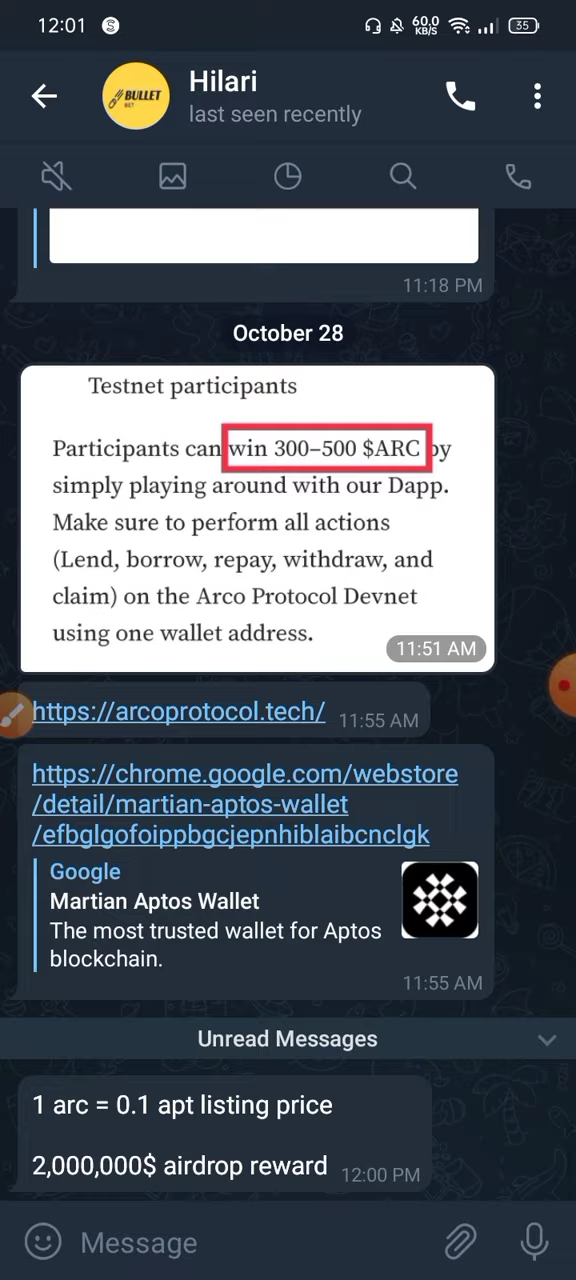 12:01
60.0
KB/S
35
BULLET
BET
Hilari
last seen recently
11:18 PM
October 28
Testnet participants
Participants can win 300–500 $ARC by
simply playing around with our Dapp.
Make sure to perform all actions
(Lend, borrow, repay, withdraw, and
claim) on the Arco Protocol Devnet
using one wallet address.
11:51 AM
https://arcoprotocol.tech/
11:55 AM
https://chrome.google.com/webstore
/detail/martian-aptos-wallet
/efbglgofoippbgcjepnhiblaibcnclgk
Google
Martian Aptos Wallet
The most trusted wallet for Aptos
blockchain.
11:55 AM
Unread Messages
1 arc = 0.1 apt listing price
2,000,000$ airdrop reward
12:00 PM
Message